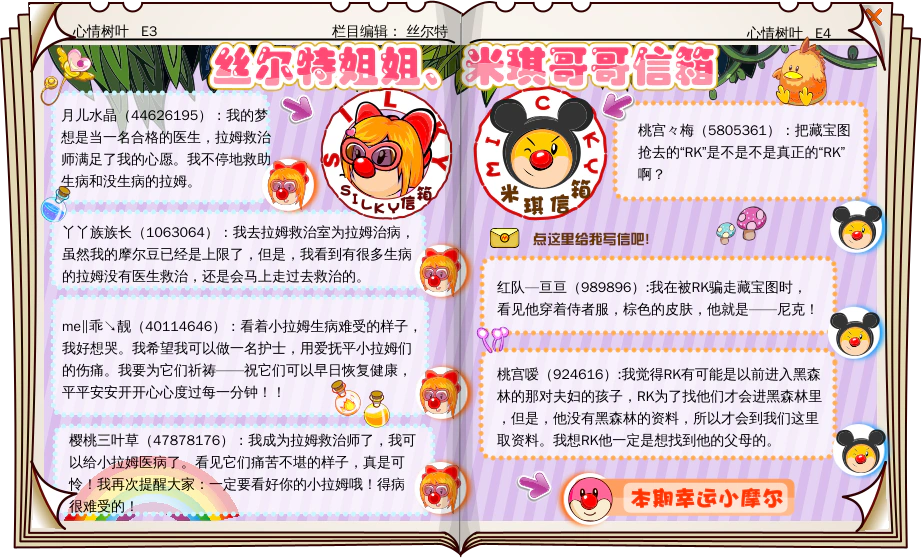 心情树叶 E3
栏目编辑： 丝尔特
心情树叶 E4
丝尔特姐姐、米琪哥哥信箱
月儿水晶（44626195）：我的梦
想是当一名合格的医生，拉姆救治
师满足了我的心愿。我不停地救助
生病和没生病的拉姆。
SILKY
SILKY信箱
丫丫族族长（1063064）：我去拉姆救治室为拉姆治病，
虽然我的摩尔豆已经是上限了，但是，我看到有很多生病
的拉姆没有医生救治，还是会马上走过去救治的。
me‖乖↘靓（40114646）：看着小拉姆生病难受的样子，
我好想哭。我希望我可以做一名护士，用爱抚平小拉姆们
的伤痛。我要为它们祈祷——祝它们可以早日恢复健康，
平平安安开开心心度过每一分钟！！
樱桃三叶草（47878176）：我成为拉姆救治师了，我可
以给小拉姆医病了。看见它们痛苦不堪的样子，真是可
怜！我再次提醒大家：一定要看好你的小拉姆哦！得病
很难受的！
MICKY
米琪信箱
桃宫々梅（5805361）：把藏宝图
抢去的“RK”是不是不是真正的“RK”
啊？
点这里给我写信吧!
红队—亘亘（989896）:我在被RK骗走藏宝图时，
看见他穿着侍者服，棕色的皮肤，他就是——尼克！
桃宫嗳（924616）:我觉得RK有可能是以前进入黑森
林的那对夫妇的孩子，RK为了找他们才会进黑森林里
，但是，他没有黑森林的资料，所以才会到我们这里
取资料。我想RK他一定是想找到他的父母的。
本期幸运小摩尔